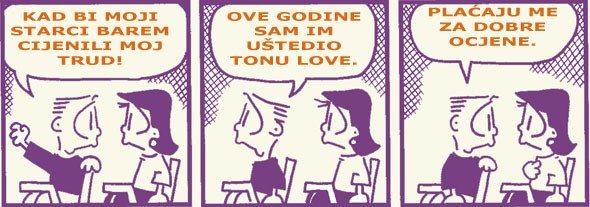 KAD BI MOJI
STARCI BAREM
CIJENILI MOJ
TRUD!
OVE GODINE
SAM IM
UŠTEDIO
TONU LOVE.
PLAĆAJU ME
ZA DOBRE
OCJENE.